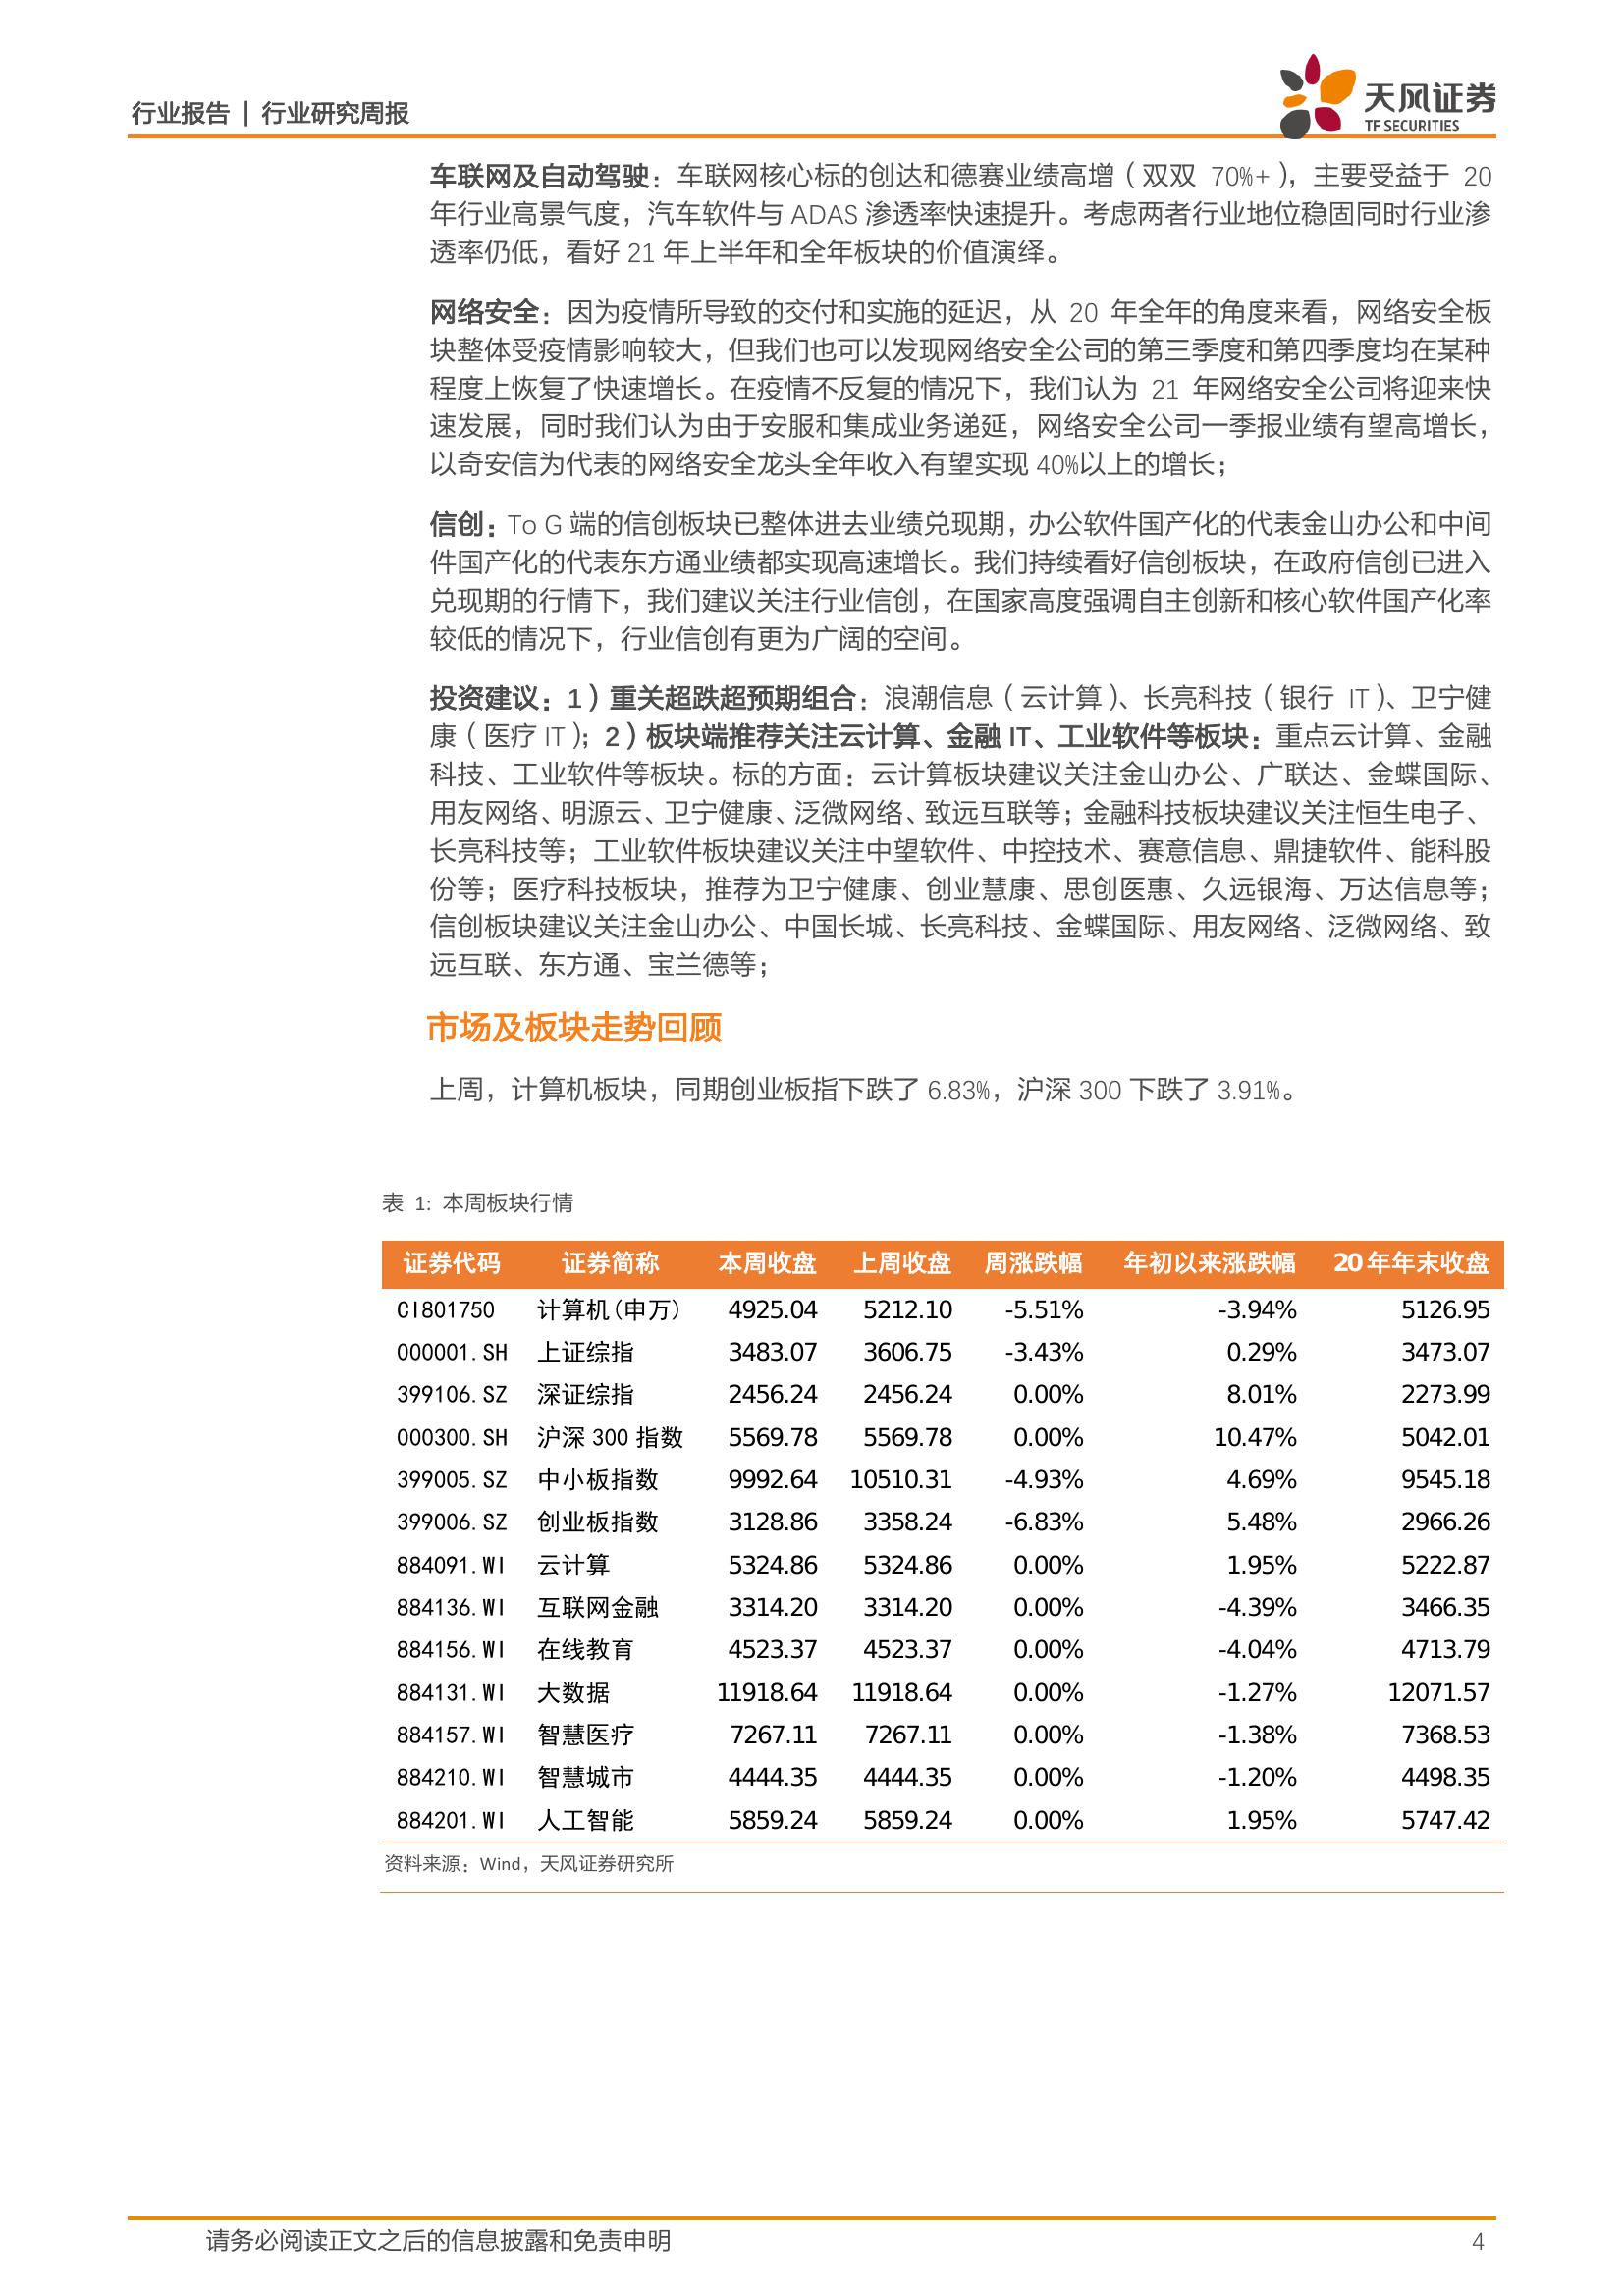 行业报告 | 行业研究周报
天风证券
TF SECURITIES
车联网及自动驾驶：车联网核心标的创达和德赛业绩高增（双双 70%+），主要受益于 20
年行业高景气度，汽车软件与 ADAS 渗透率快速提升。考虑两者行业地位稳固同时行业渗
透率仍低，看好 21 年上半年和全年板块的价值演绎。
网络安全：因为疫情所导致的交付和实施的延迟，从 20 年全年的角度来看，网络安全板
块整体受疫情影响较大，但我们也可以发现网络安全公司的第三季度和第四季度均在某种
程度上恢复了快速增长。在疫情不反复的情况下，我们认为 21 年网络安全公司将迎来快
速发展，同时我们认为由于安服和集成业务递延，网络安全公司一季报业绩有望高增长，
以奇安信为代表的网络安全龙头全年收入有望实现 40%以上的增长；
信创：To G 端的信创板块已整体进去业绩兑现期，办公软件国产化的代表金山办公和中间
件国产化的代表东方通业绩都实现高速增长。我们持续看好信创板块，在政府信创已进入
兑现期的行情下，我们建议关注行业信创，在国家高度强调自主创新和核心软件国产化率
较低的情况下，行业信创有更为广阔的空间。
投资建议：1）重关超跌超预期组合：浪潮信息（云计算）、长亮科技（银行 IT）、卫宁健
康（医疗 IT）；2）板块端推荐关注云计算、金融 IT、工业软件等板块：重点云计算、金融
科技、工业软件等板块。标的方面：云计算板块建议关注金山办公、广联达、金蝶国际、
用友网络、明源云、卫宁健康、泛微网络、致远互联等；金融科技板块建议关注恒生电子、
长亮科技等；工业软件板块建议关注中望软件、中控技术、赛意信息、鼎捷软件、能科股
份等；医疗科技板块，推荐为卫宁健康、创业慧康、思创医惠、久远银海、万达信息等；
信创板块建议关注金山办公、中国长城、长亮科技、金蝶国际、用友网络、泛微网络、致
远互联、东方通、宝兰德等；
市场及板块走势回顾
上周，计算机板块，同期创业板指下跌了 6.83%，沪深 300 下跌了 3.91%。
表 1: 本周板块行情
证券代码 证券简称 本周收盘 上周收盘 周涨跌幅 年初以来涨跌幅 20 年年末收盘
CI801750 计算机(申万) 4925.04 5212.10 -5.51% -3.94% 5126.95
000001.SH 上证综指 3483.07 3606.75 -3.43% 0.29% 3473.07
399106.SZ 深证综指 2456.24 2456.24 0.00% 8.01% 2273.99
000300.SH 沪深 300 指数 5569.78 5569.78 0.00% 10.47% 5042.01
399005.SZ 中小板指数 9992.64 10510.31 -4.93% 4.69% 9545.18
399006.SZ 创业板指数 3128.86 3358.24 -6.83% 5.48% 2966.26
884091.WI 云计算 5324.86 5324.86 0.00% 1.95% 5222.87
884136.WI 互联网金融 3314.20 3314.20 0.00% -4.39% 3466.35
884156.WI 在线教育 4523.37 4523.37 0.00% -4.04% 4713.79
884131.WI 大数据 11918.64 11918.64 0.00% -1.27% 12071.57
884157.WI 智慧医疗 7267.11 7267.11 0.00% -1.38% 7368.53
884210.WI 智慧城市 4444.35 4444.35 0.00% -1.20% 4498.35
884201.WI 人工智能 5859.24 5859.24 0.00% 1.95% 5747.42
资料来源：Wind，天风证券研究所
请务必阅读正文之后的信息披露和免责申明 4